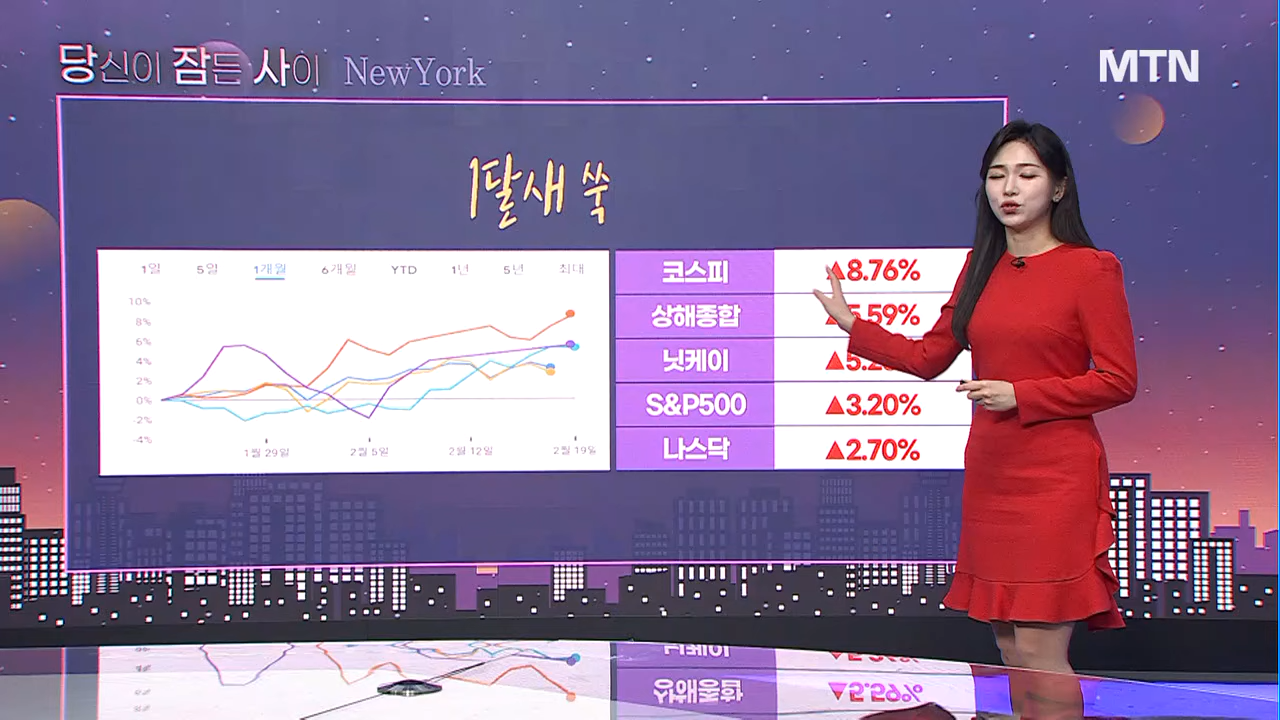 당신이 잠든 사이 NewYork
MTN
1달새 쑥
1일 5일 1개월 6개월 YTD 1년 5년 최대
10%
8%
6%
4%
2%
0%
-2%
-4%
1월 29일 2월 5일 2월 12일 2월 19일
코스피 ▲8.76%
상해종합 ▲5.59%
닛케이
S&P500 ▲3.20%
나스닥 ▲2.70%